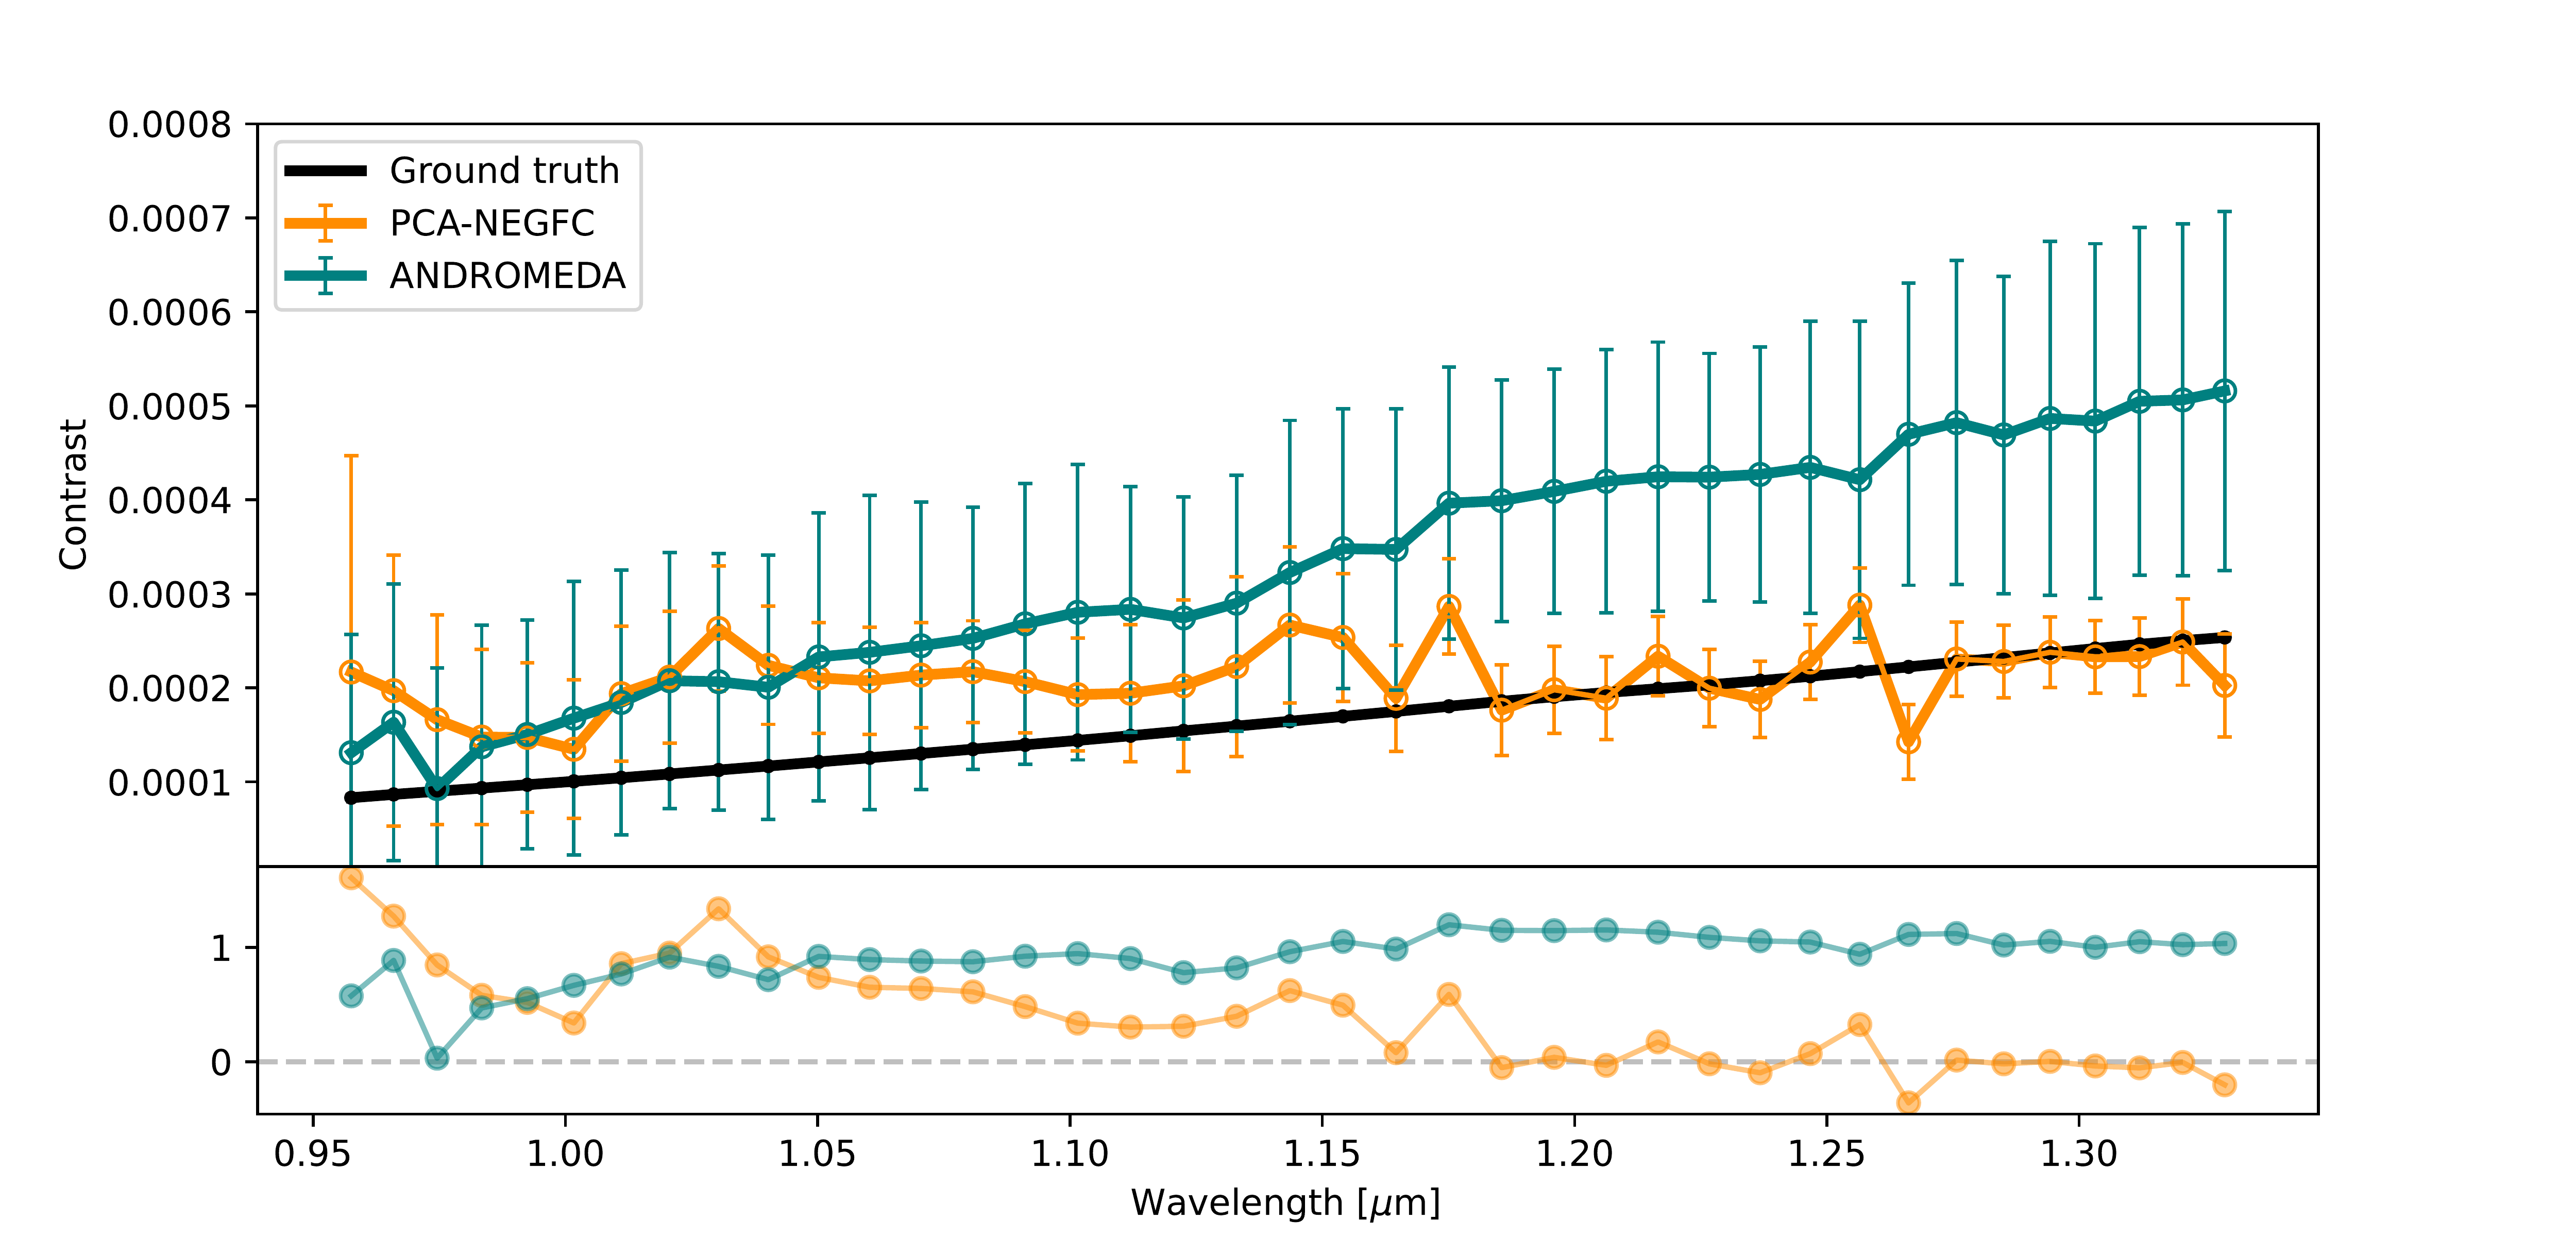 0.0008
0.0007
0.0006
0.0005
0.0004
0.0003
0.0002
0.0001
Contrast
Ground truth
PCA-NEGFC
ANDROMEDA
1
0
0.95 1.00 1.05 1.10 1.15 1.20 1.25 1.30
Wavelength [μm]